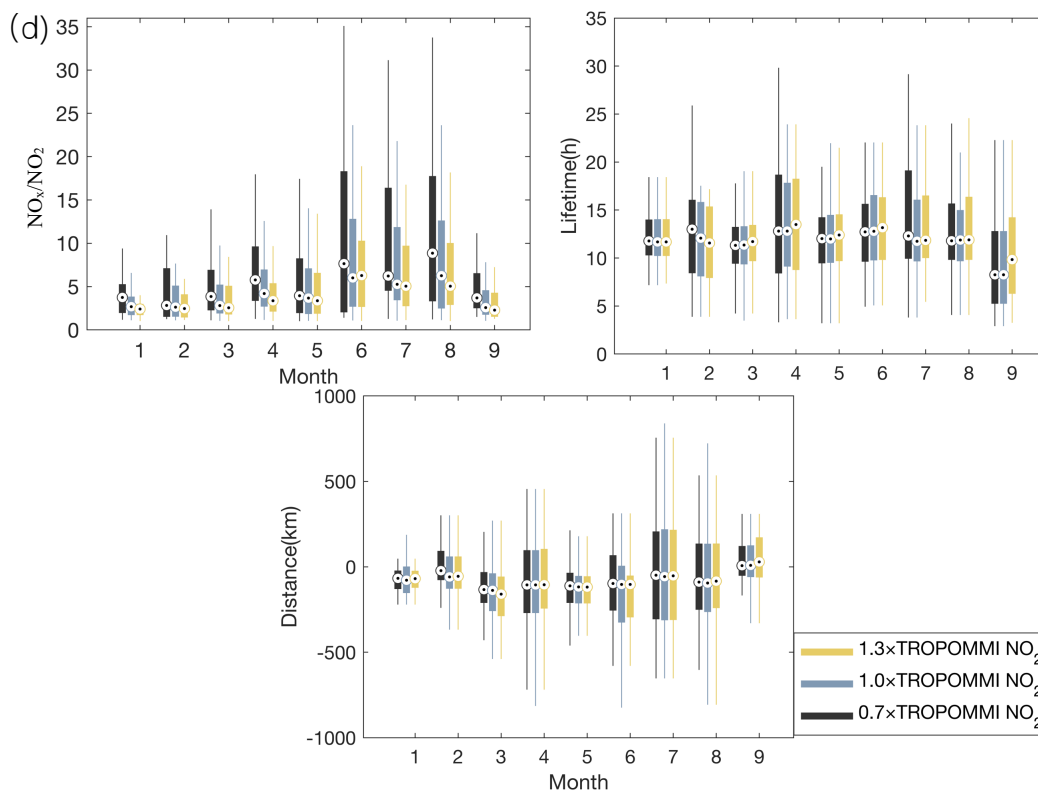 (d)
NOx/NO2
35
30
25
20
15
10
5
0
1 2 3 4 5 6 7 8 9
Month
Lifetime(h)
35
30
25
20
15
10
5
0
1 2 3 4 5 6 7 8 9
Distance(km)
1000
500
0
-500
-1000
1 2 3 4 5 6 7 8 9
Month
1.3×TROPOMMI NO2
1.0×TROPOMMI NO2
0.7×TROPOMMI NO2